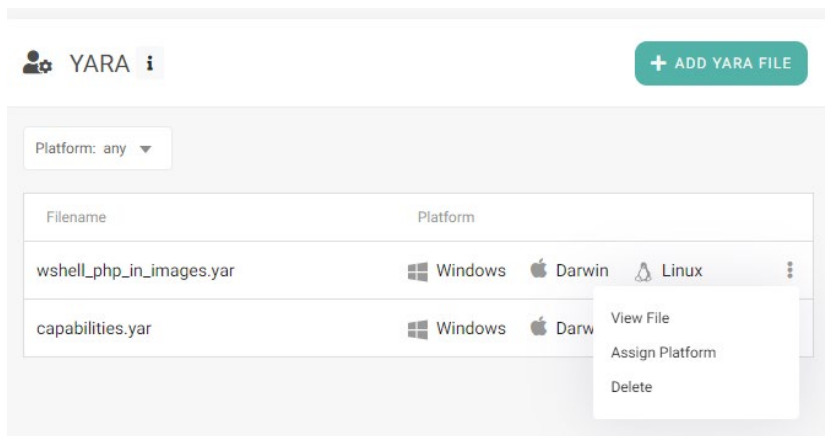 YARA i
+ ADD YARA FILE
Platform: any
Filename Platform
wshell_php_in_images.yar Windows Darwin Linux
View File
capabilities.yar Windows Darw
Assign Platform
Delete